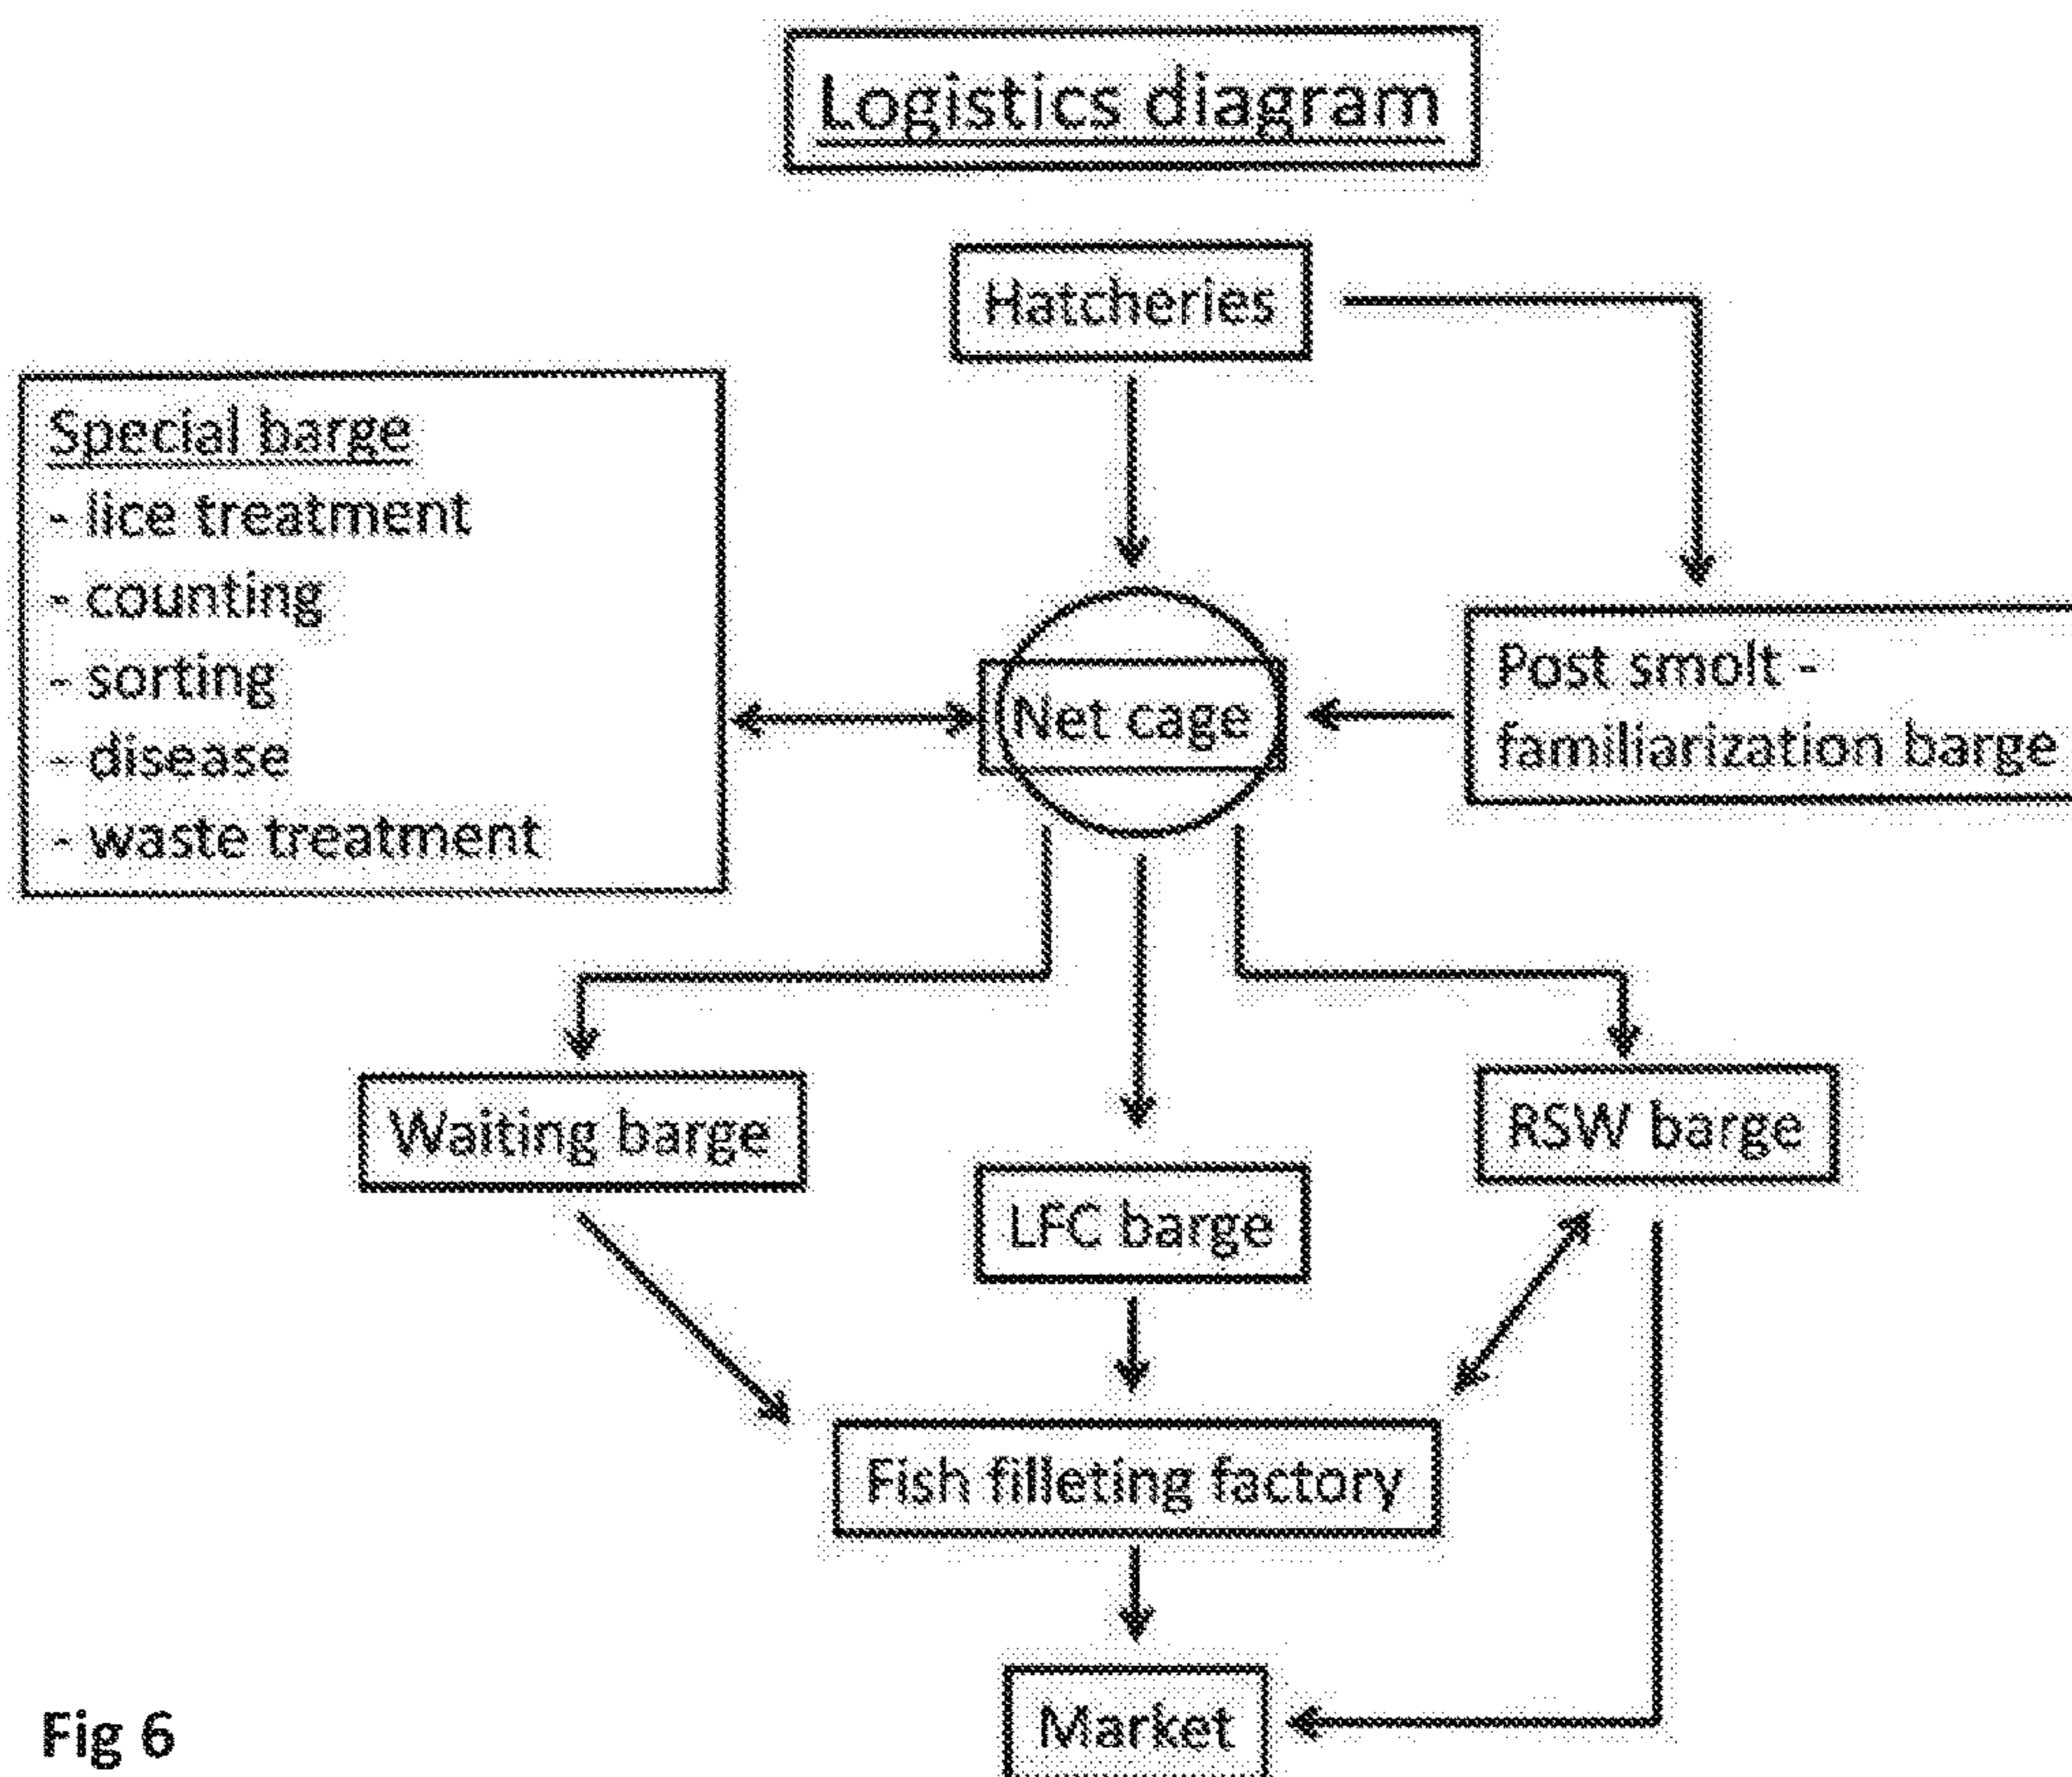 Logistics diagram
Hatcheries
Special barge
- lice treatment
- counting
- sorting
- disease
- waste treatment
Net cage
Post smolt -
familiarization barge
Waiting barge
LFC barge
RSW barge
Fish filleting factory
Market
Fig 6